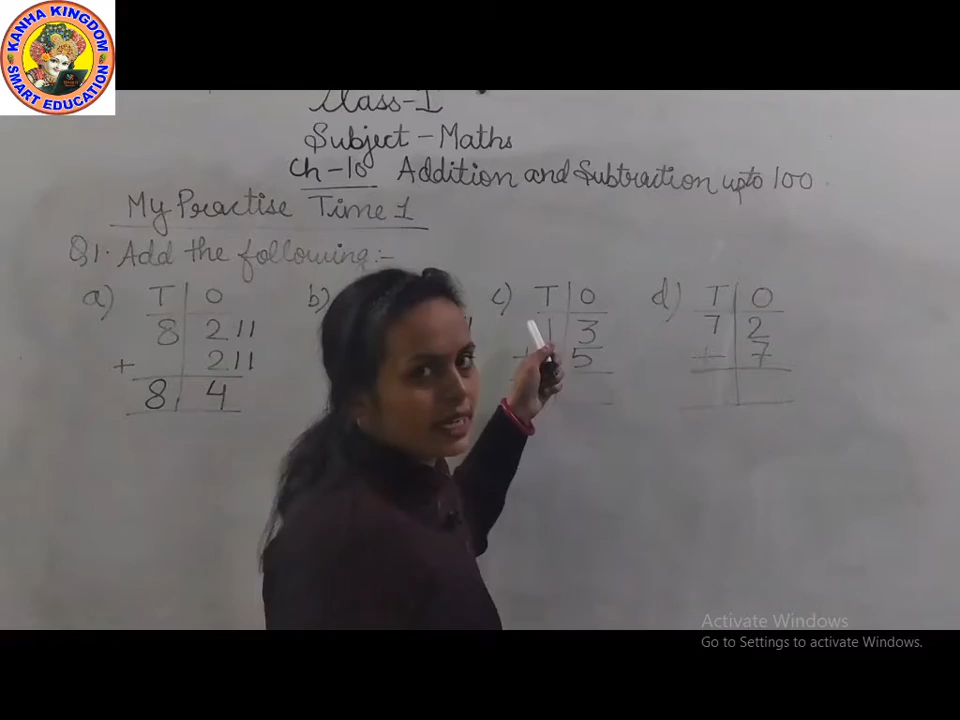 KANHA KINGDOM
SMART EDUCATION
Class-I
Subject - Maths
Ch-10 Addition and Subtraction upto 100.
My Practise Time 1
Q1. Add the following:-
a) T O b) c) T O d) T O
8 2 11 1 3 7 2
+ 2 11 + 5 + 7
8 4
Activate Windows
Go to Settings to activate Windows.